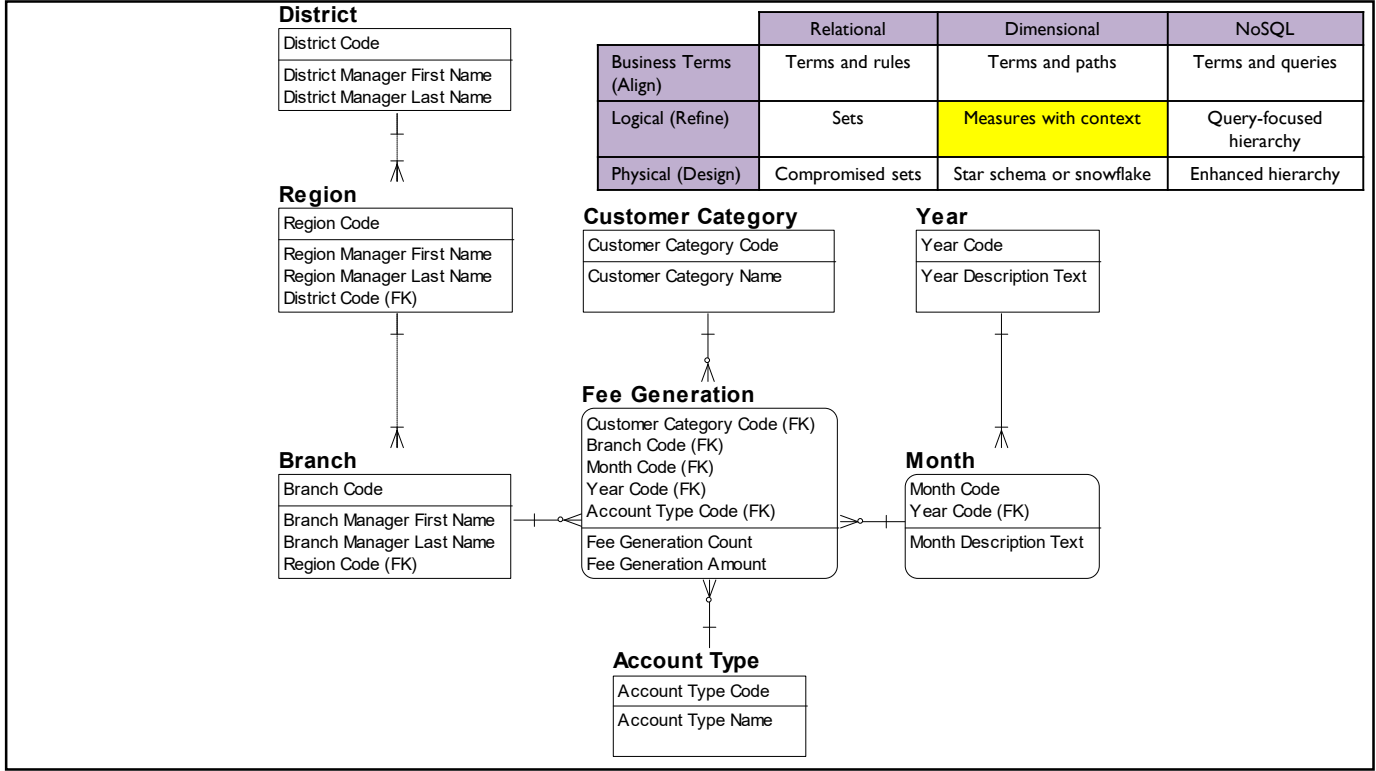 District
District Code
District Manager First Name
District Manager Last Name
Relational Dimensional NoSQL
Business Terms (Align) Terms and rules Terms and paths Terms and queries
Logical (Refine) Sets Measures with context Query-focused hierarchy
Physical (Design) Compromised sets Star schema or snowflake Enhanced hierarchy
Region
Region Code
Region Manager First Name
Region Manager Last Name
District Code (FK)
Customer Category
Customer Category Code
Customer Category Name
Year
Year Code
Year Description Text
Fee Generation
Customer Category Code (FK)
Branch Code (FK)
Month Code (FK)
Year Code (FK)
Account Type Code (FK)
Fee Generation Count
Fee Generation Amount
Branch
Branch Code
Branch Manager First Name
Branch Manager Last Name
Region Code (FK)
Month
Month Code
Year Code (FK)
Month Description Text
Account Type
Account Type Code
Account Type Name